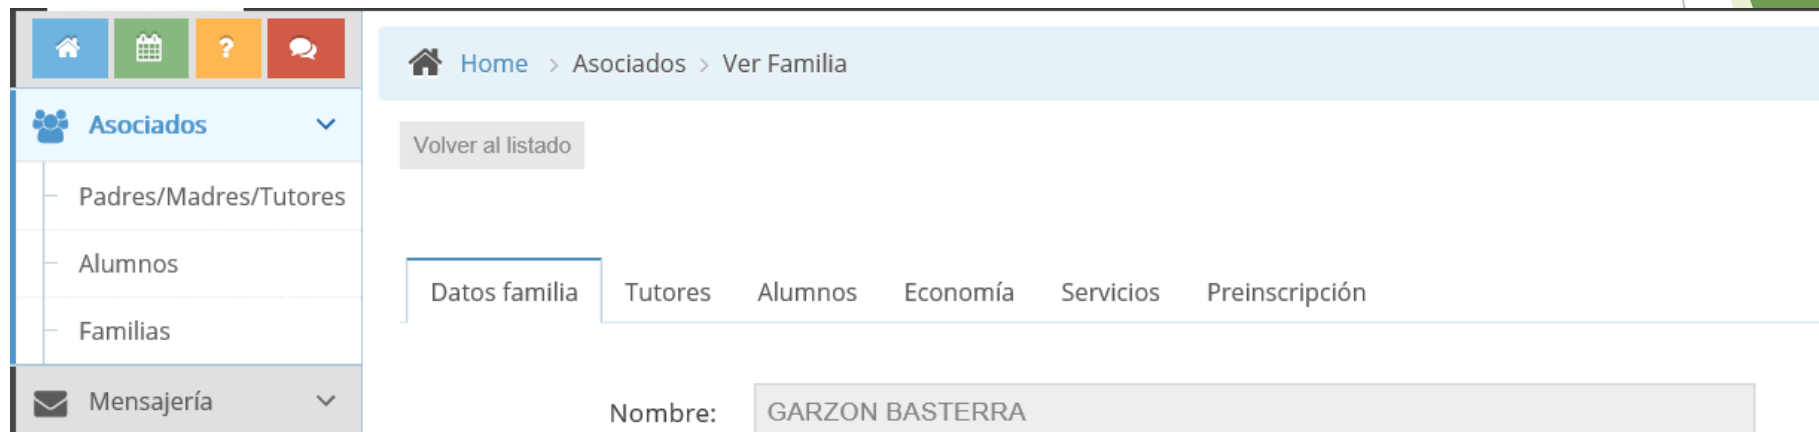 ?
Home > Asociados > Ver Familia
Asociados
Volver al listado
Padres/Madres/Tutores
Alumnos
Familias
Mensajería
Datos familia Tutores Alumnos Economía Servicios Preinscripción
Nombre: GARZON BASTERRA